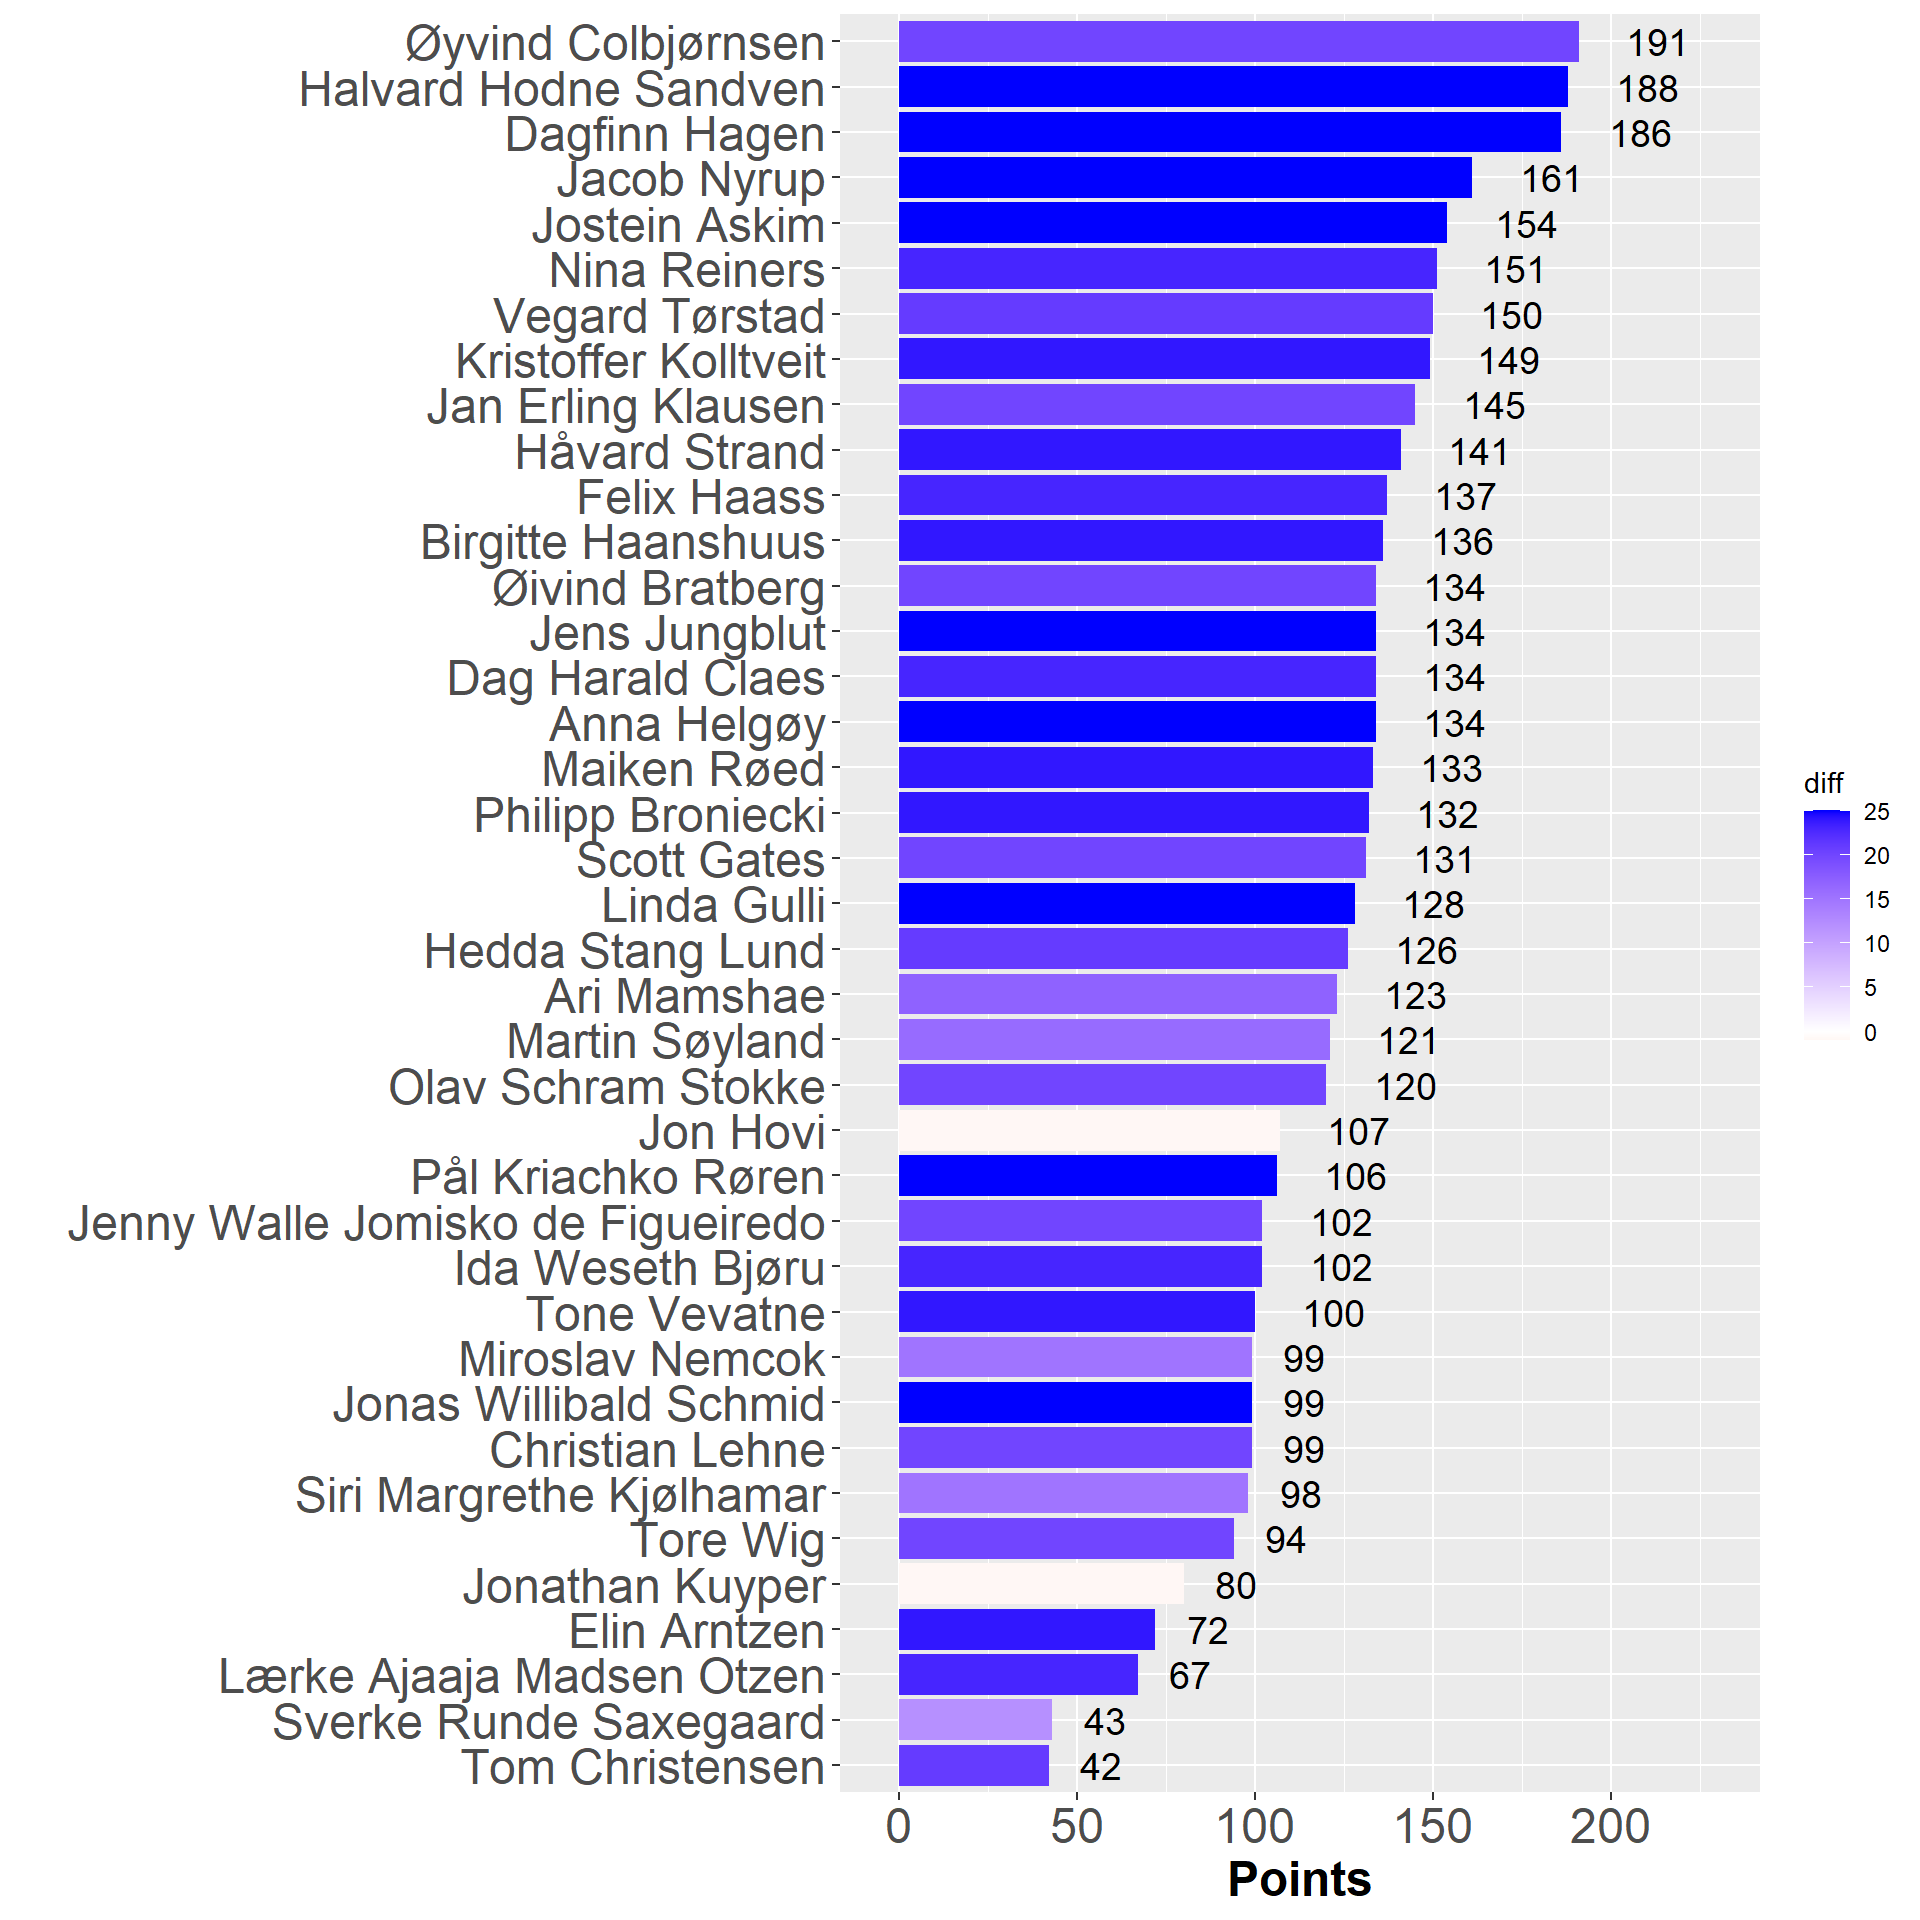 Øyvind Colbjørnsen 191
Halvard Hodne Sandven 188
Dagfinn Hagen 186
Jacob Nyrup 161
Jostein Askim 154
Nina Reiners 151
Vegard Tørstad 150
Kristoffer Kolltveit 149
Jan Erling Klausen 145
Håvard Strand 141
Felix Haass 137
Birgitte Haanshuus 136
Øivind Bratberg 134
Jens Jungblut 134
Dag Harald Claes 134
Anna Helgøy 134
Maiken Røed 133
Philipp Broniecki 132
Scott Gates 131
Linda Gulli 128
Hedda Stang Lund 126
Ari Mamshae 123
Martin Søyland 121
Olav Schram Stokke 120
Jon Hovi 107
Pål Kriachko Røren 106
Jenny Walle Jomisko de Figueiredo 102
Ida Weseth Bjøru 102
Tone Vevatne 100
Miroslav Nemcok 99
Jonas Willibald Schmid 99
Christian Lehne 99
Siri Margrethe Kjølhamar 98
Tore Wig 94
Jonathan Kuyper 80
Elin Arntzen 72
Lærke Ajaaja Madsen Otzen 67
Sverke Runde Saxegaard 43
Tom Christensen 42
0 50 100 150 200
Points
diff
25
20
15
10
5
0